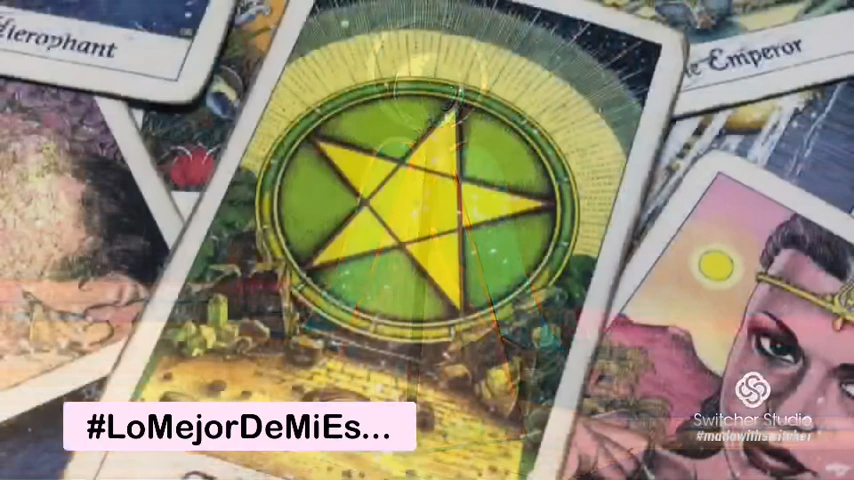 Hierophant
e Emperor
#LoMejorDeMiEs...
Switcher Studio
#madewithswitcher